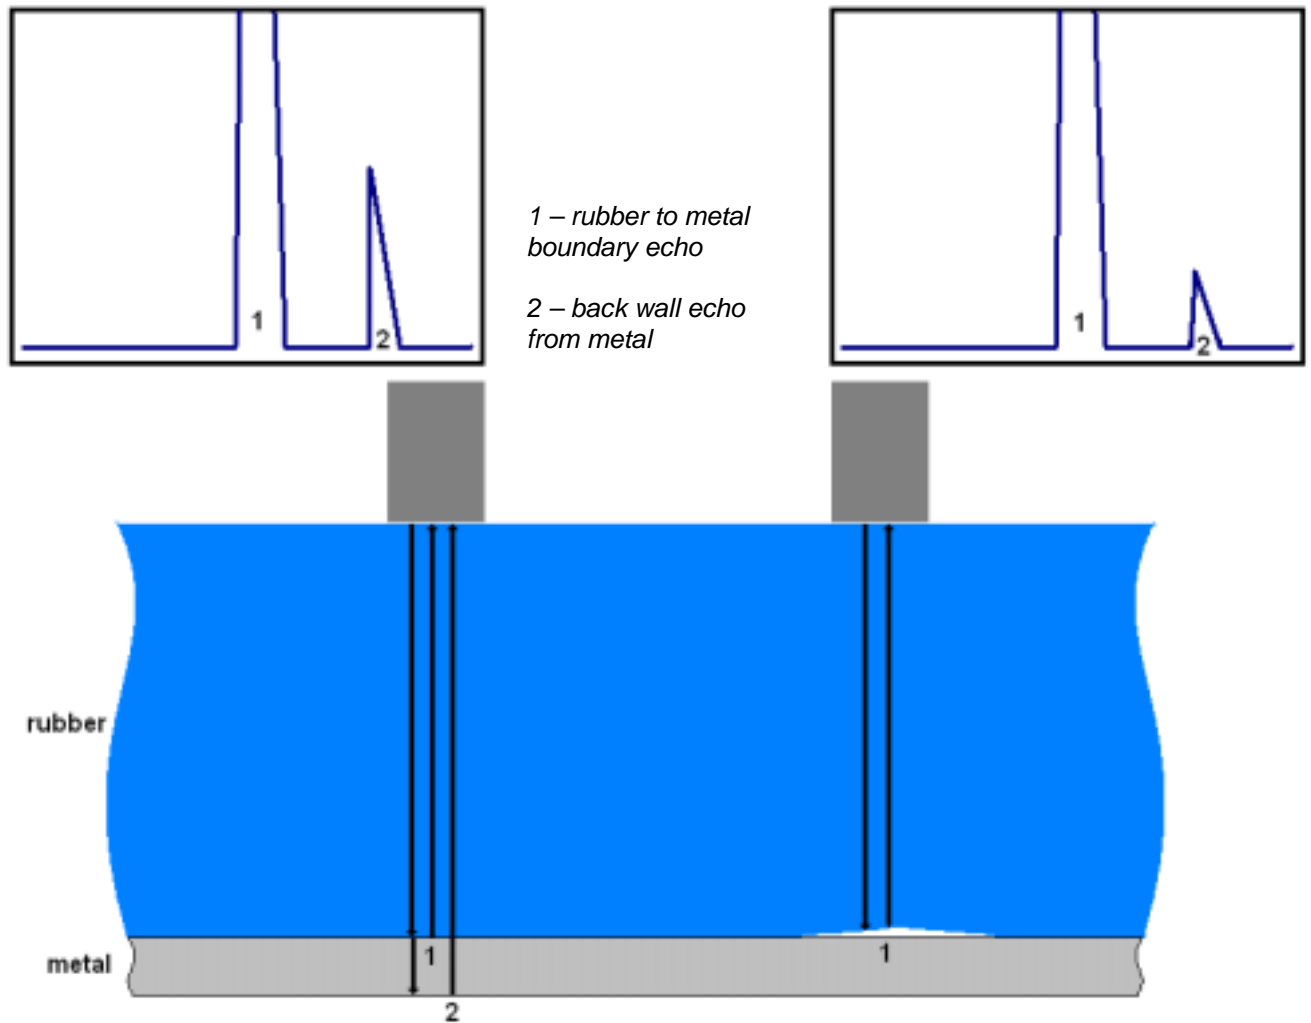 1
2
1 – rubber to metal
boundary echo
2 – back wall echo
from metal
1
2
rubber
metal
1
2
1